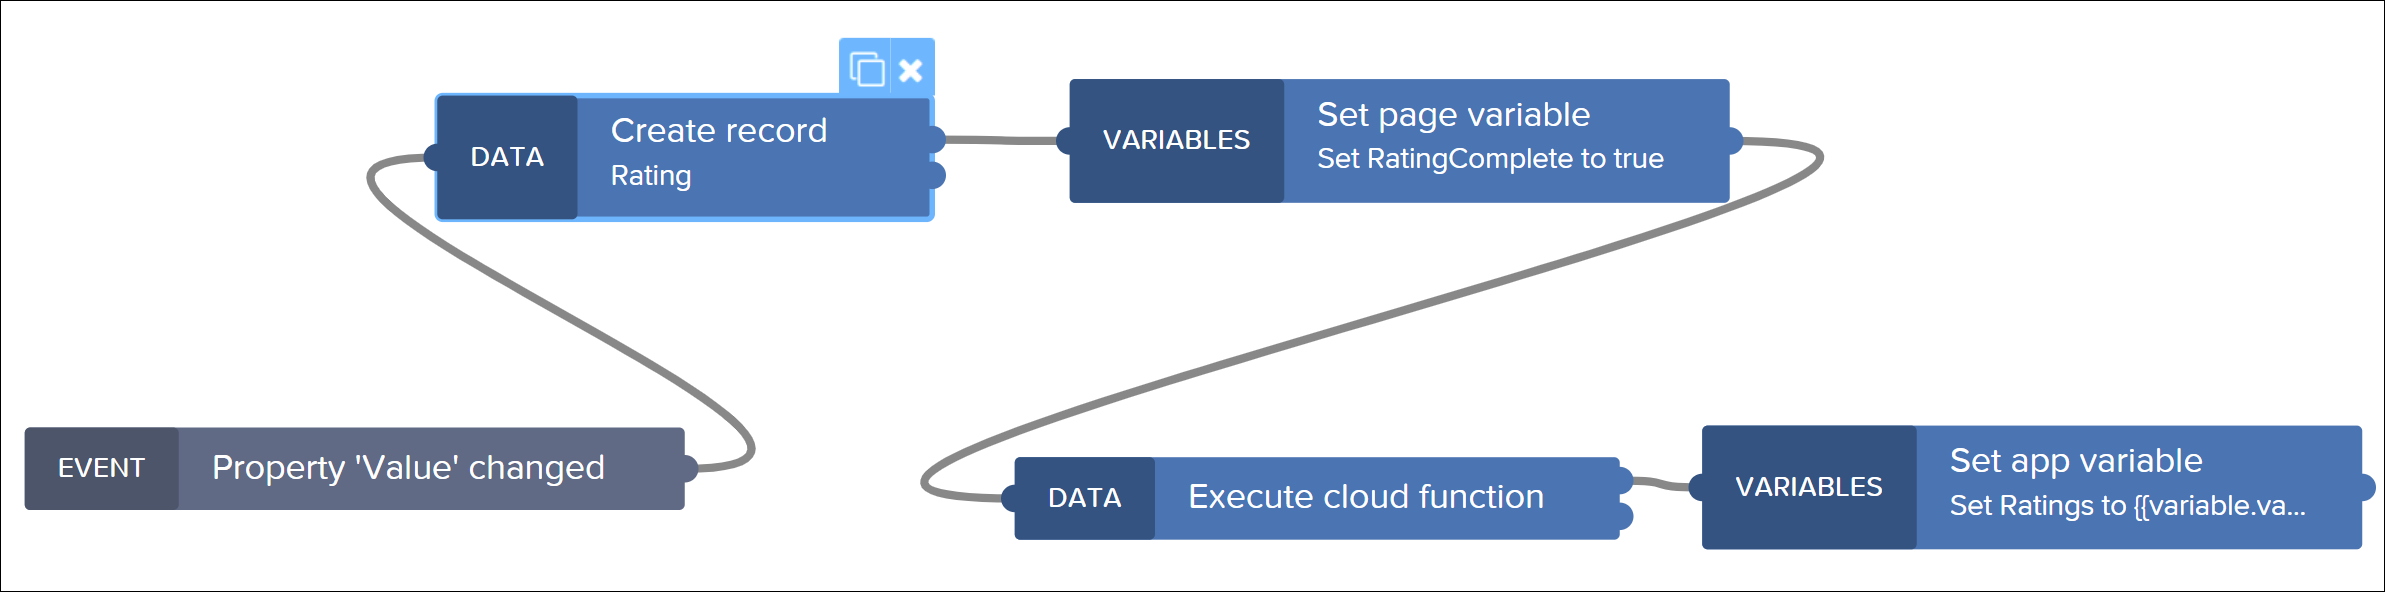 DATA
Create record
Rating
VARIABLES
Set page variable
Set RatingComplete to true
EVENT
Property 'Value' changed
DATA
Execute cloud function
VARIABLES
Set app variable
Set Ratings to {{variable.va...